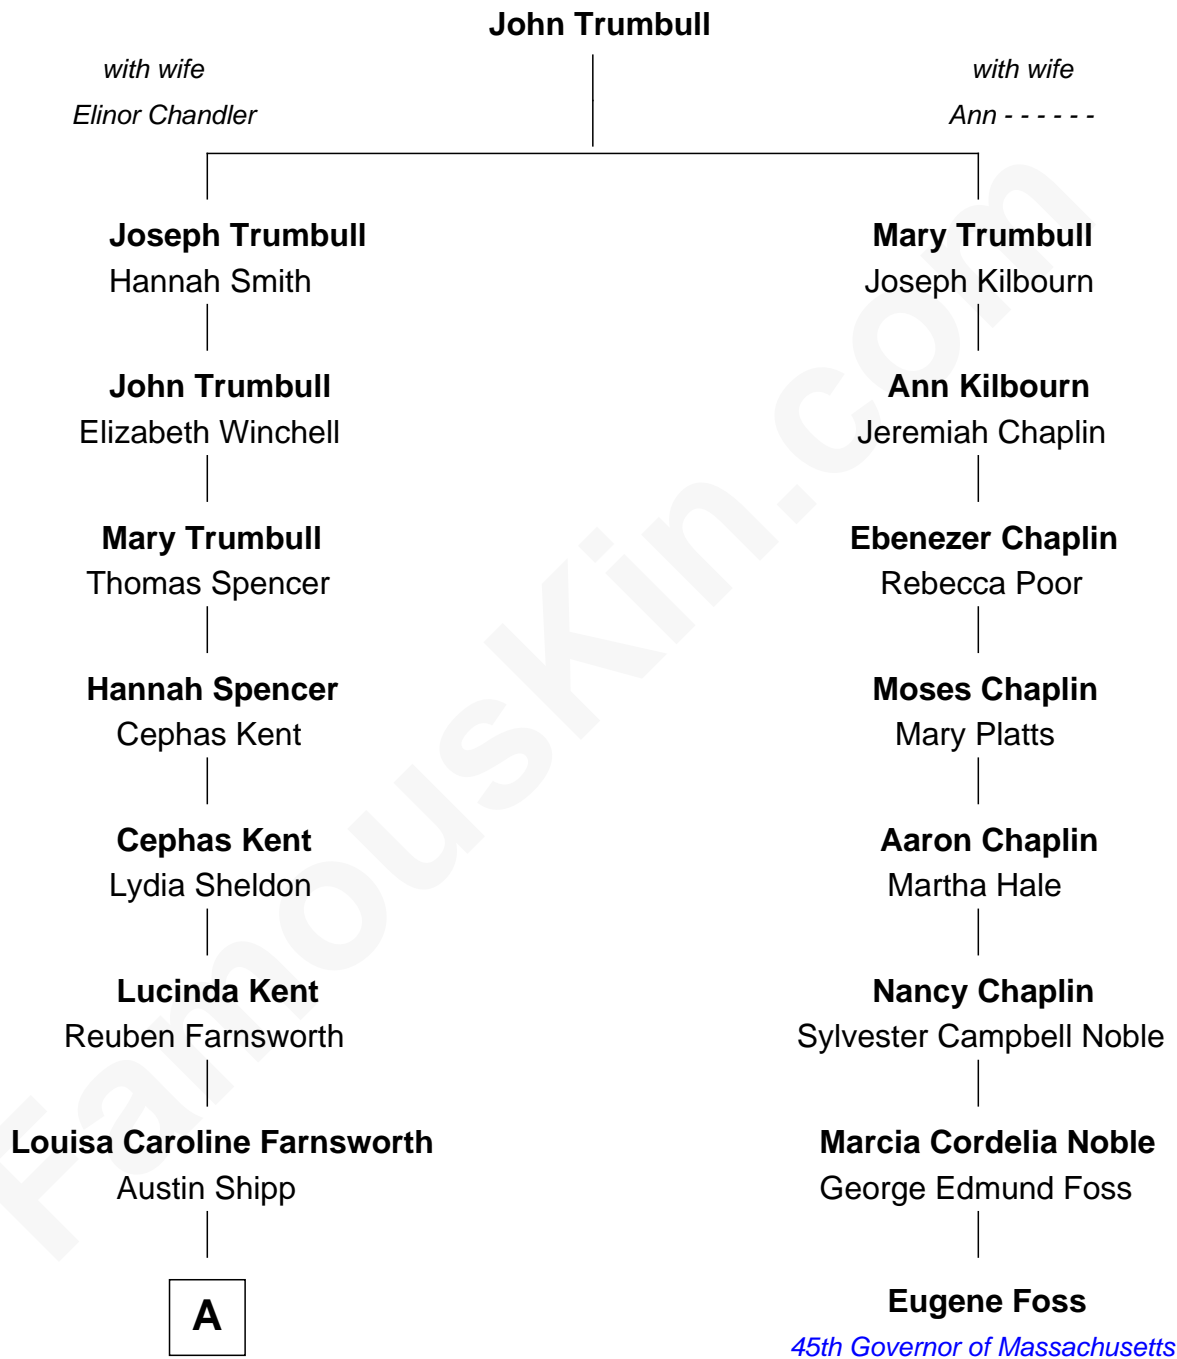 John Trumbull
with wife
Elinor Chandler
with wife
Ann - - - - - -
Joseph Trumbull
Hannah Smith
Mary Trumbull
Joseph Kilbourn
John Trumbull
Elizabeth Winchell
Ann Kilbourn
Jeremiah Chaplin
Mary Trumbull
Thomas Spencer
Ebenezer Chaplin
Rebecca Poor
Hannah Spencer
Cephas Kent
Moses Chaplin
Mary Platts
Cephas Kent
Lydia Sheldon
Aaron Chaplin
Martha Hale
Lucinda Kent
Reuben Farnsworth
Nancy Chaplin
Sylvester Campbell Noble
Louisa Caroline Farnsworth
Austin Shipp
Marcia Cordelia Noble
George Edmund Foss
A
Eugene Foss
45th Governor of Massachusetts
FamousKin.com